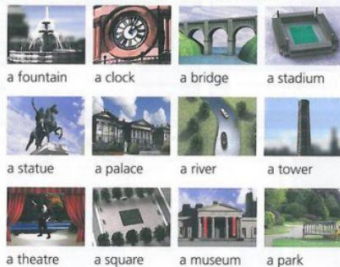 a fountain a clock a bridge a stadium
a statue a palace a river a tower
a theatre a square a museum a park